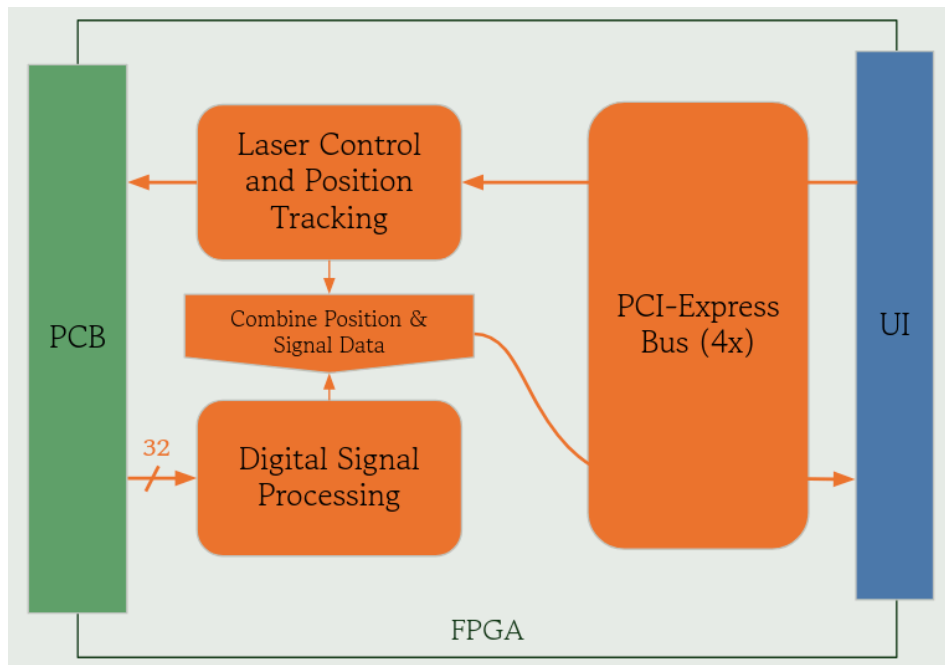 Laser Control
and Position
Tracking
PCB
Combine Position &
Signal Data
PCI-Express
Bus (4x)
UI
32
Digital Signal
Processing
FPGA